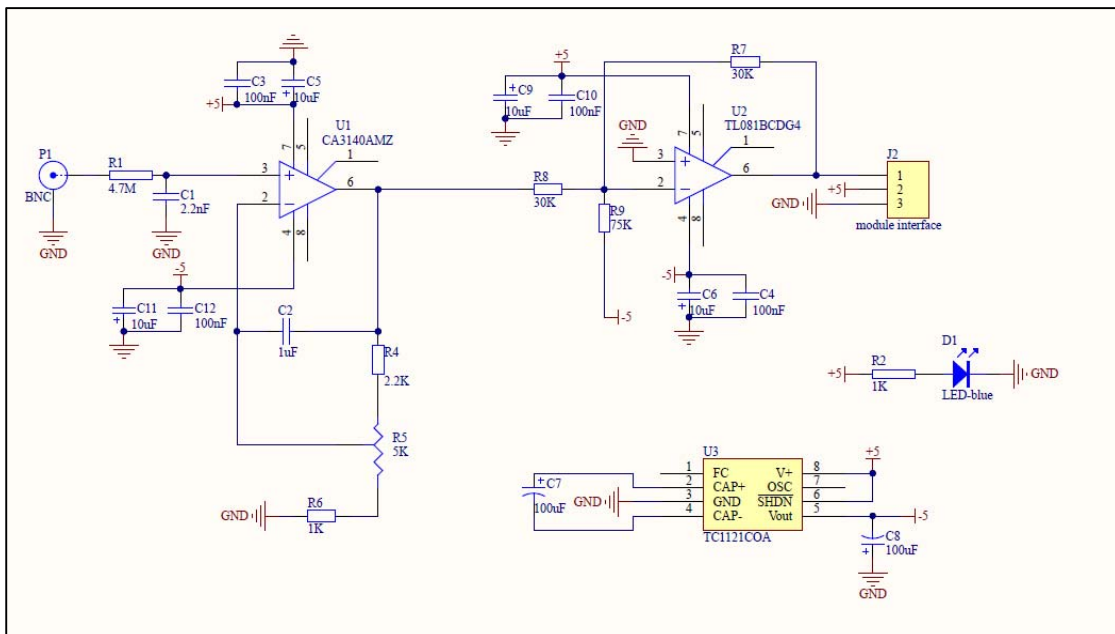 C3
100nF
C5
10uF
+5
U1
CA3140AMZ
7
5
1
3
6
2
4
8
P1
BNC
GND
R1
4.7M
C1
2.2nF
GND
-5
C11
10uF
C12
100nF
C2
1uF
R4
2.2K
R5
5K
GND
R6
1K
+5
C9
10uF
C10
100nF
R7
30K
U2
TL081BCDG4
GND
7
5
1
3
6
2
4
8
R8
30K
R9
75K
-5
-5
C6
10uF
C4
100nF
J2
1
2
3
+5
GND
module interface
D1
+5
R2
1K
LED-blue
GND
U3
C7
100uF
GND
1
2
3
4
FC
CAP+
GND
CAP-
V+
OSC
SHDN
Vout
8
7
6
5
TC1121COA
+5
-5
C8
100uF
GND